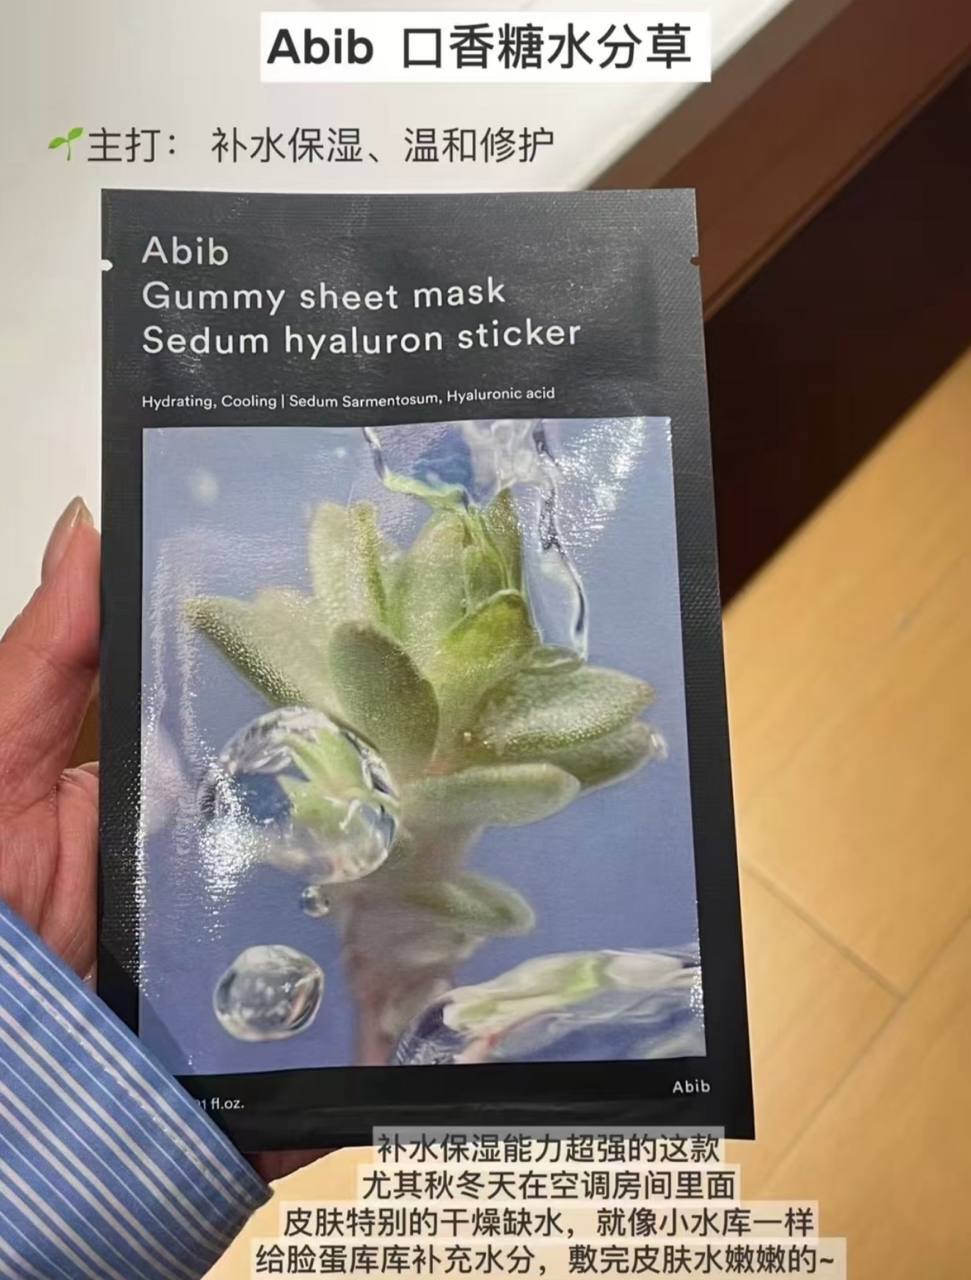 Abib 口香糖水分草
🌱主打： 补水保湿、温和修护
Abib
Gummy sheet mask
Sedum hyaluron sticker
Hydrating, Cooling | Sedum Sarmentosum, Hyaluronic acid
fl.oz.
Abib
补水保湿能力超强的这款
尤其秋冬天在空调房间里面
皮肤特别的干燥缺水，就像小水库一样
给脸蛋库库补充水分，敷完皮肤水嫩嫩的~